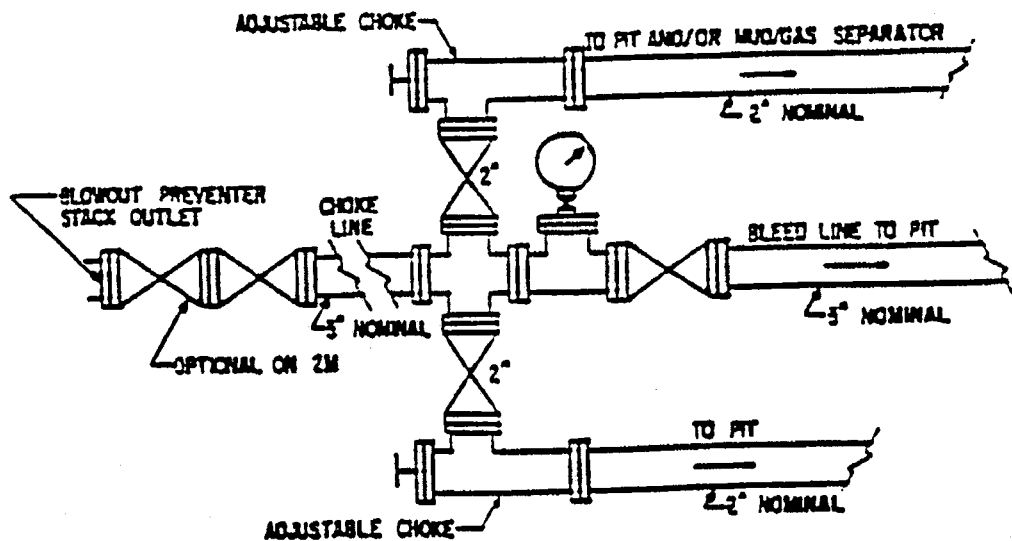 ADJUSTABLE CHOKE
TO PIT AND/OR MUD/GAS SEPARATOR
2" NOMINAL
2"
BLOWOUT PREVENTER
STACK OUTLET
CHOKE
LINE
BLEED LINE TO PIT
3" NOMINAL
3" NOMINAL
OPTIONAL ON 2M
2"
TO PIT
2" NOMINAL
ADJUSTABLE CHOKE